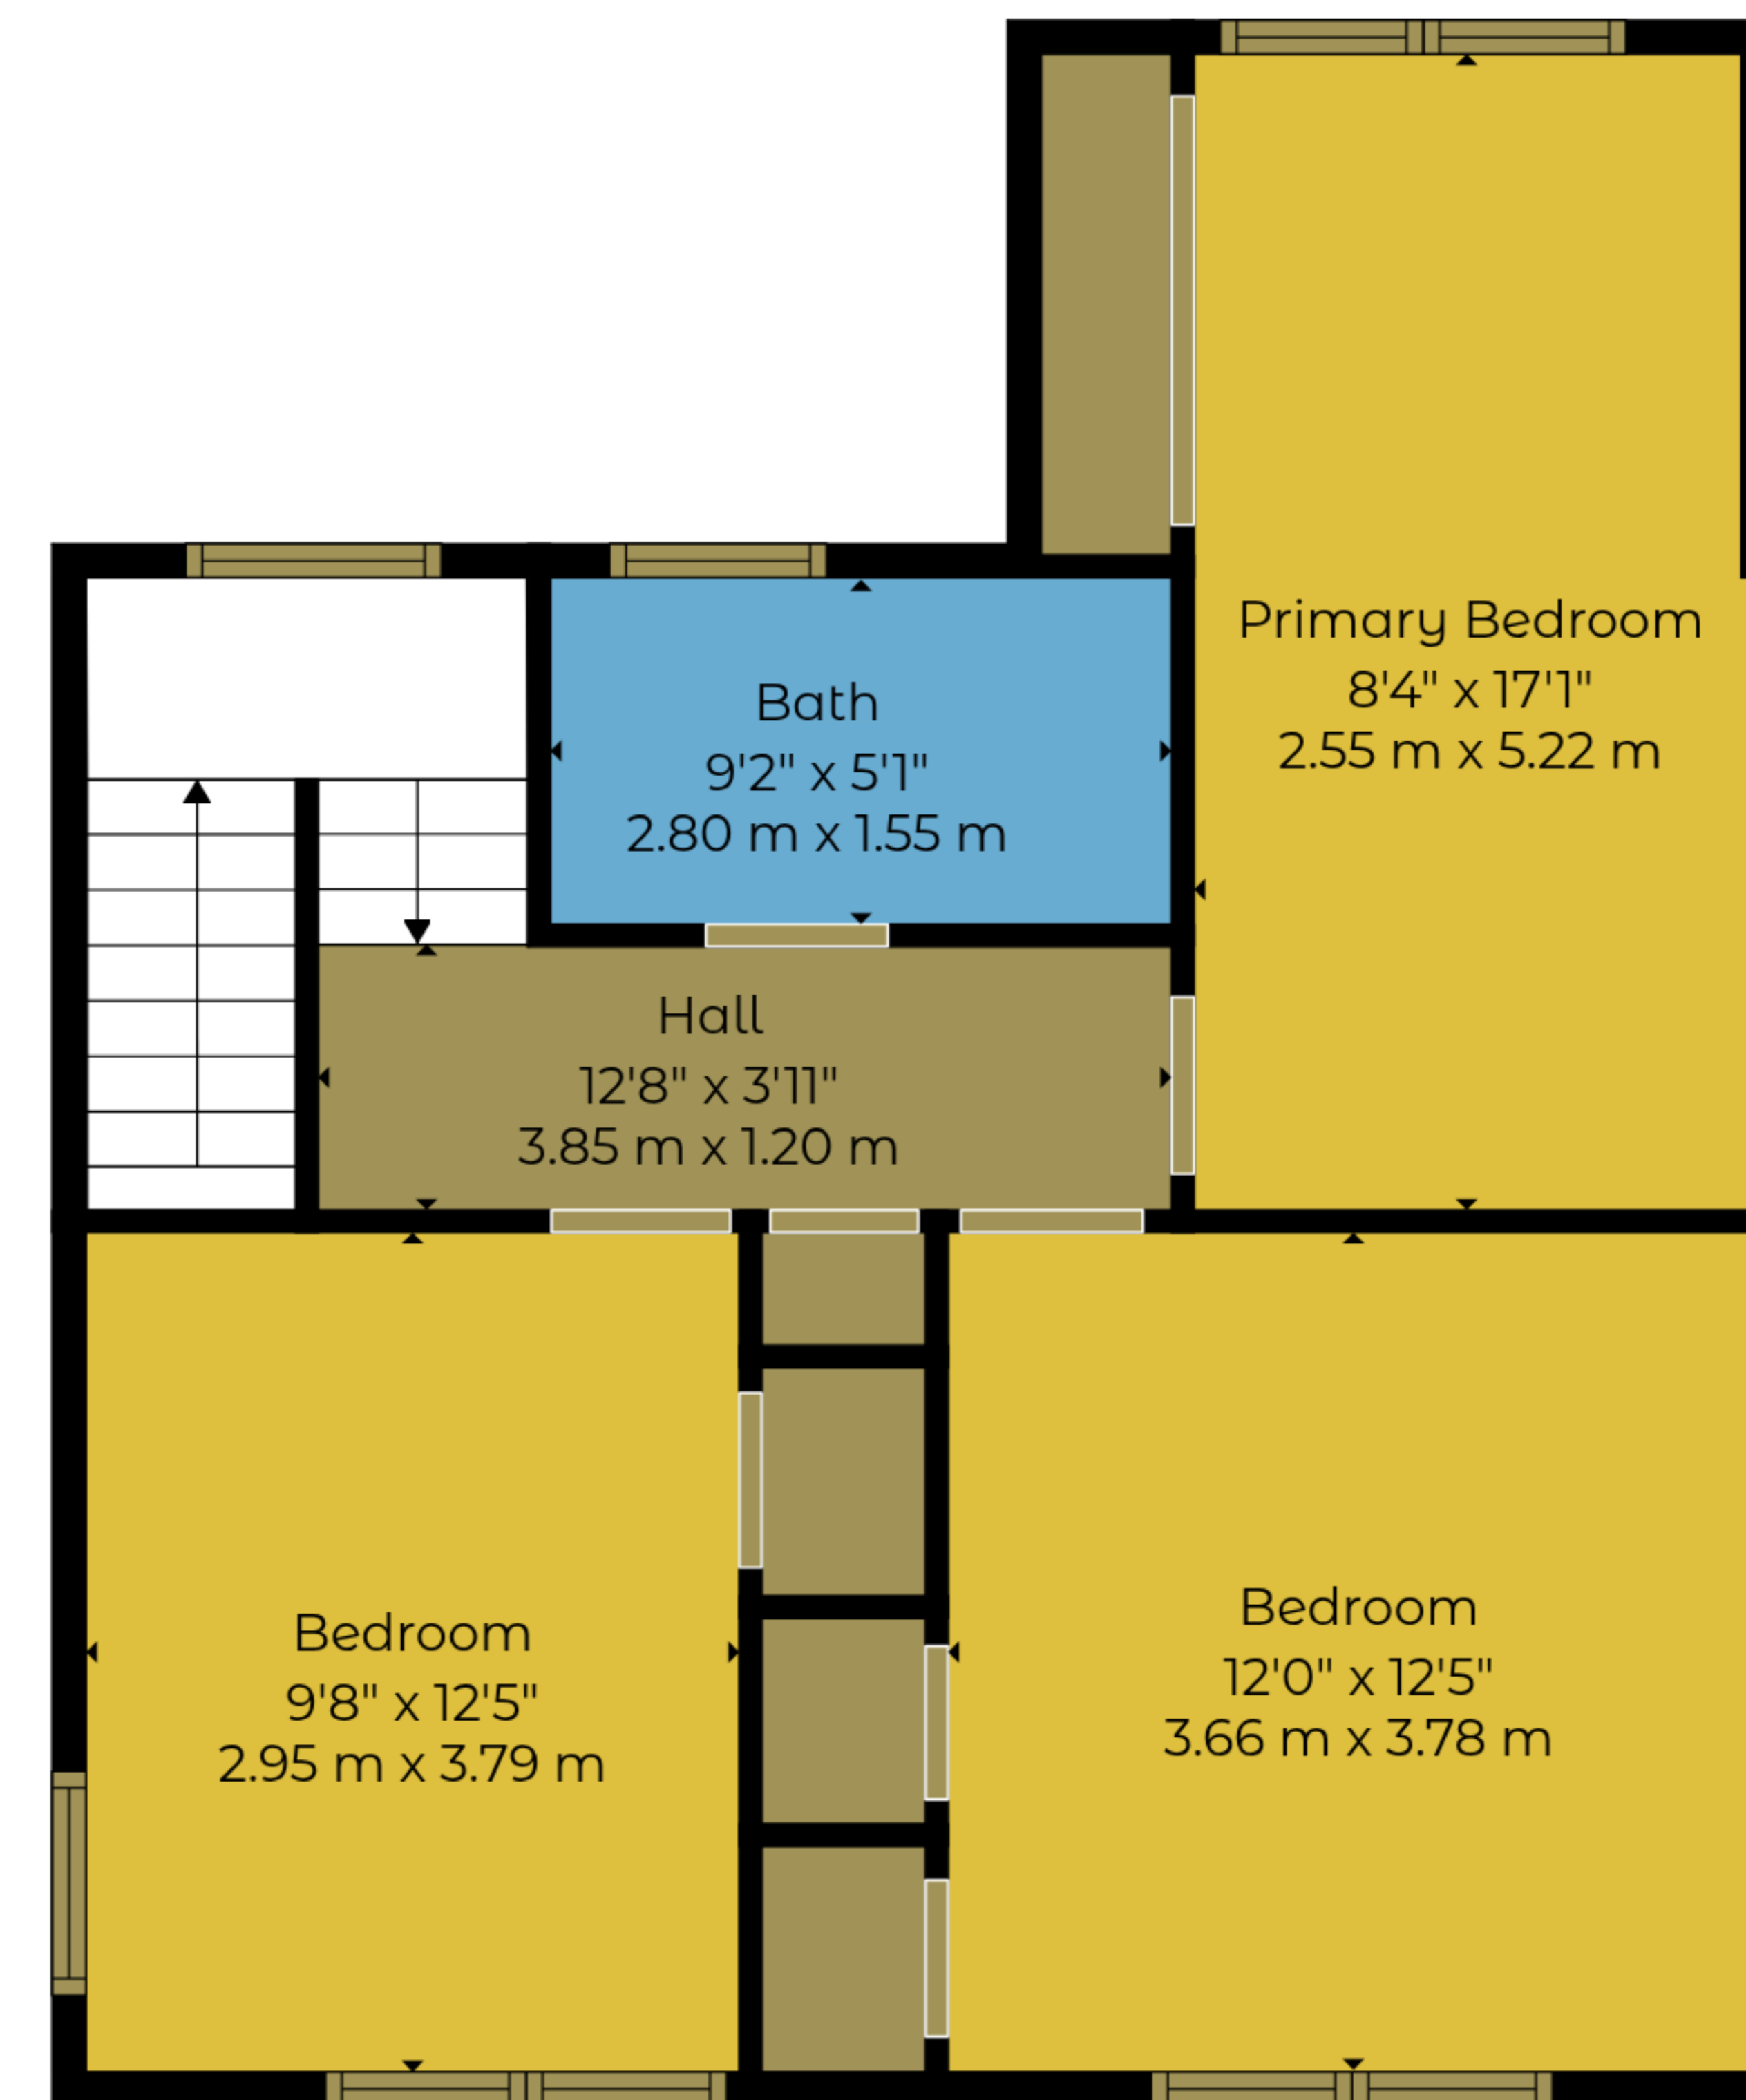 Primary Bedroom
8'4" x 17'1"
2.55 m x 5.22 m
Bath
9'2" x 5'1"
2.80 m x 1.55 m
Hall
12'8" x 3'11"
3.85 m x 1.20 m
Bedroom
9'8" x 12'5"
2.95 m x 3.79 m
Bedroom
12'0" x 12'5"
3.66 m x 3.78 m